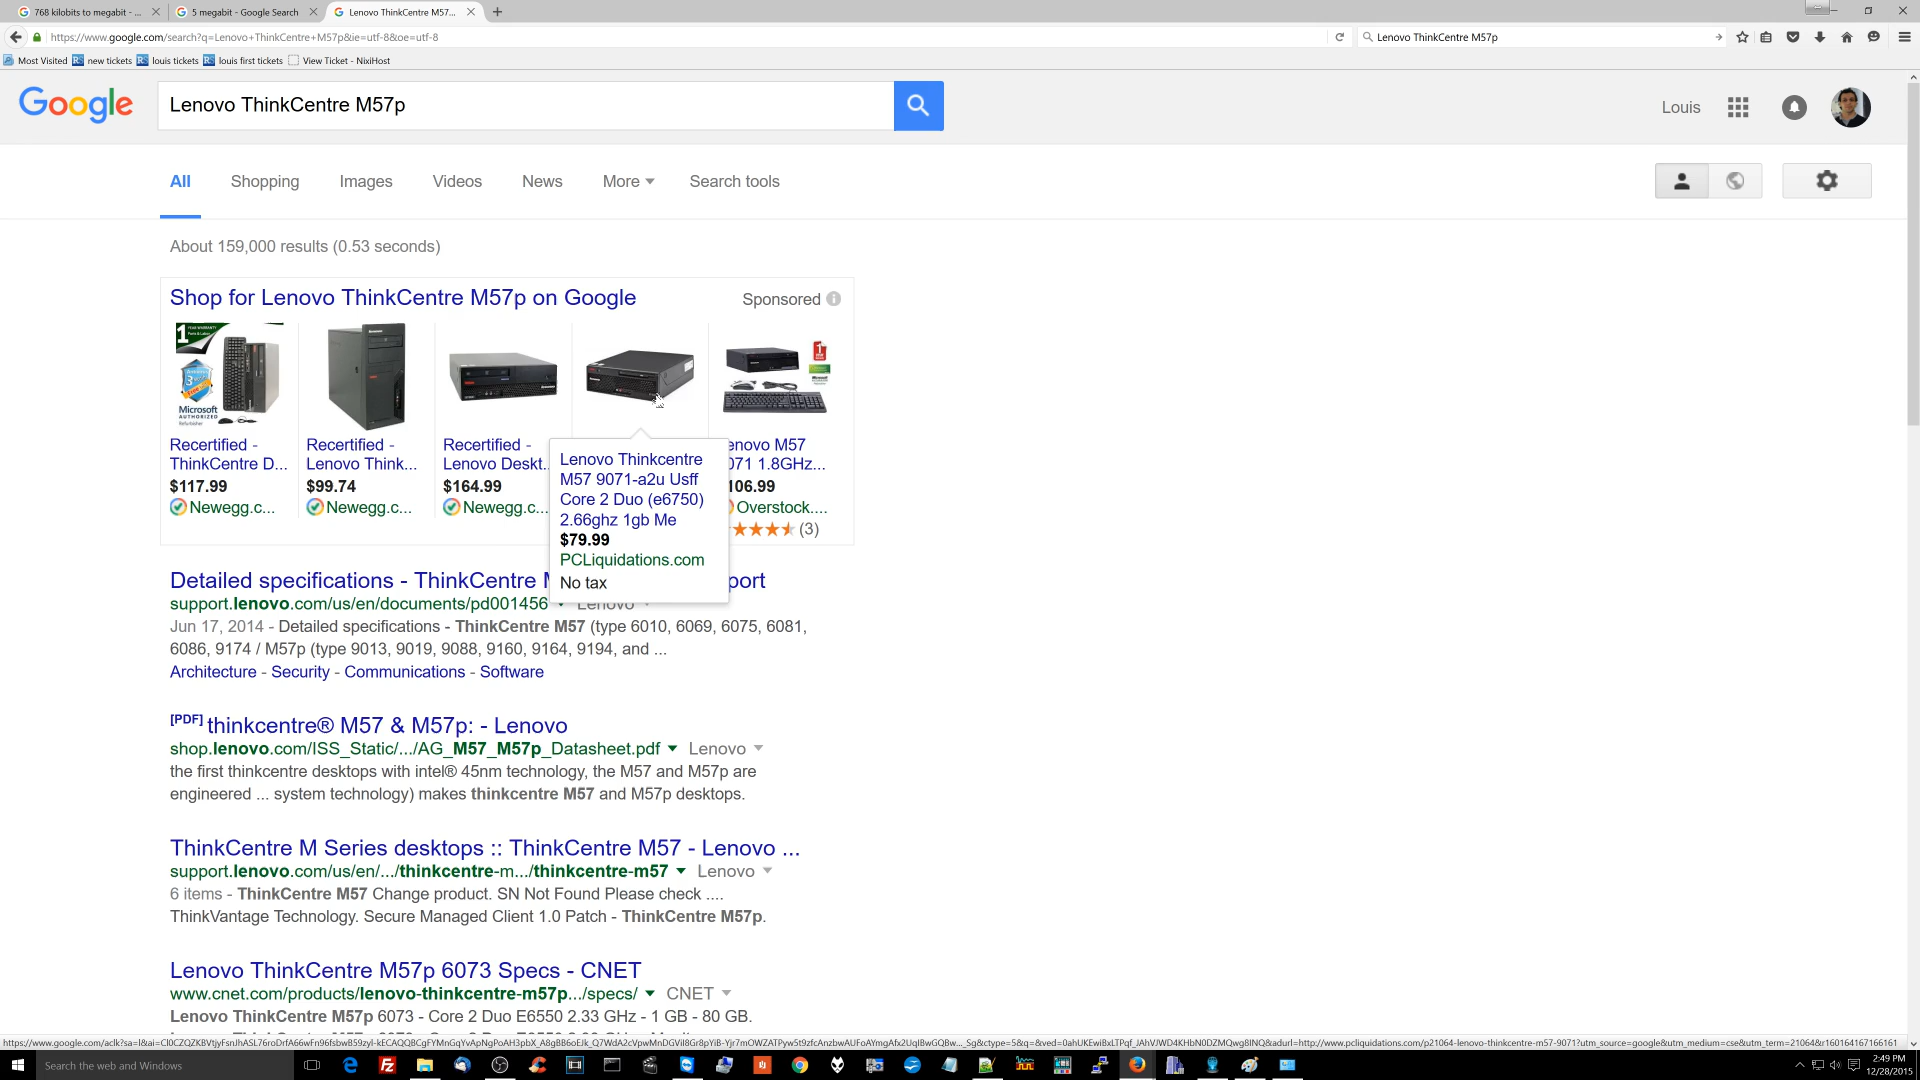 768 kilobits to megabit - ...
5 megabit - Google Search
Lenovo ThinkCentre M57...
https://www.google.com/search?q=Lenovo+ThinkCentre+M57p&ie=utf-8&oe=utf-8
Lenovo ThinkCentre M57p
Most Visited new tickets louis tickets louis first tickets View Ticket - NixiHost
Google
Lenovo ThinkCentre M57p
Louis
All Shopping Images Videos News More Search tools
About 159,000 results (0.53 seconds)
Shop for Lenovo ThinkCentre M57p on Google
Sponsored
Recertified -
ThinkCentre D...
$117.99
Newegg.c...
Recertified -
Lenovo Think...
$99.74
Newegg.c...
Recertified -
Lenovo Deskt..
$164.99
Newegg.c...
Lenovo Thinkcentre
M57 9071-a2u Usff
Core 2 Duo (e6750)
2.66ghz 1gb Me
$79.99
PCLiquidations.com
No tax
enovo M57
071 1.8GHz...
106.99
Overstock....
(3)
Detailed specifications - ThinkCentre
port
support.lenovo.com/us/en/documents/pd001456 Lenovo
Jun 17, 2014 - Detailed specifications - ThinkCentre M57 (type 6010, 6069, 6075, 6081,
6086, 9174 / M57p (type 9013, 9019, 9088, 9160, 9164, 9194, and ...
Architecture - Security - Communications - Software
[PDF] thinkcentre® M57 & M57p: - Lenovo
shop.lenovo.com/ISS_Static/.../AG_M57_M57p_Datasheet.pdf Lenovo
the first thinkcentre desktops with intel® 45nm technology, the M57 and M57p are
engineered ... system technology) makes thinkcentre M57 and M57p desktops.
ThinkCentre M Series desktops :: ThinkCentre M57 - Lenovo ...
support.lenovo.com/us/en/.../thinkcentre-m.../thinkcentre-m57 Lenovo
6 items - ThinkCentre M57 Change product. SN Not Found Please check ....
ThinkVantage Technology. Secure Managed Client 1.0 Patch - ThinkCentre M57p.
Lenovo ThinkCentre M57p 6073 Specs - CNET
www.cnet.com/products/lenovo-thinkcentre-m57p.../specs/ CNET
Lenovo ThinkCentre M57p 6073 - Core 2 Duo E6550 2.33 GHz - 1 GB - 80 GB.
Search the web and Windows
2:49 PM
12/28/2015